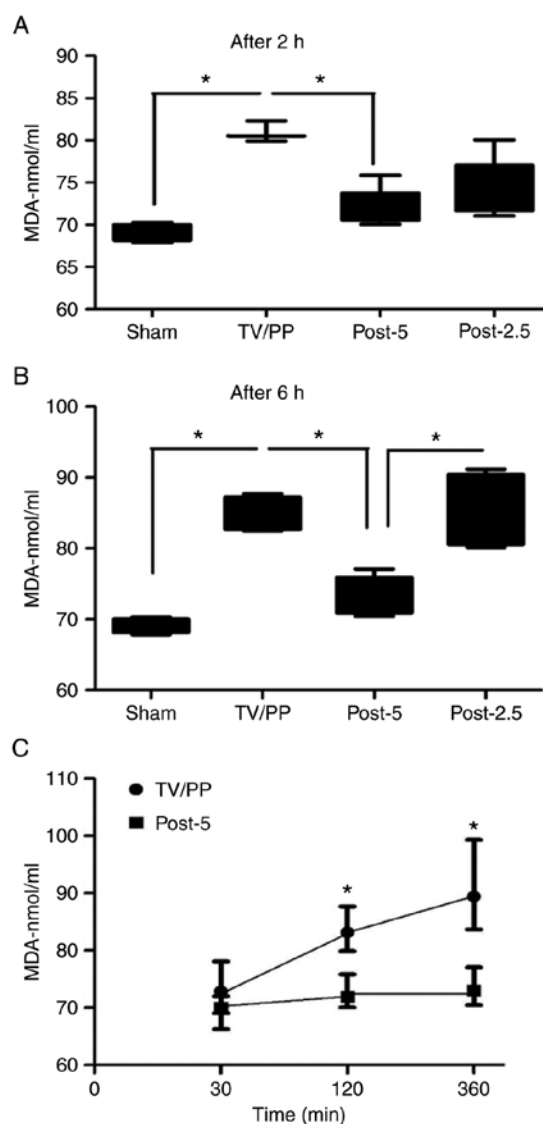 A
After 2 h
90
85
80
75
70
65
60
MDA-nmol/ml
* *
Sham TV/PP Post-5 Post-2.5
B
After 6 h
100
90
80
70
60
MDA-nmol/ml
* * *
Sham TV/PP Post-5 Post-2.5
C
110
100
90
80
70
60
MDA-nmol/ml
TV/PP
Post-5
*
*
0 30 120 360
Time (min)